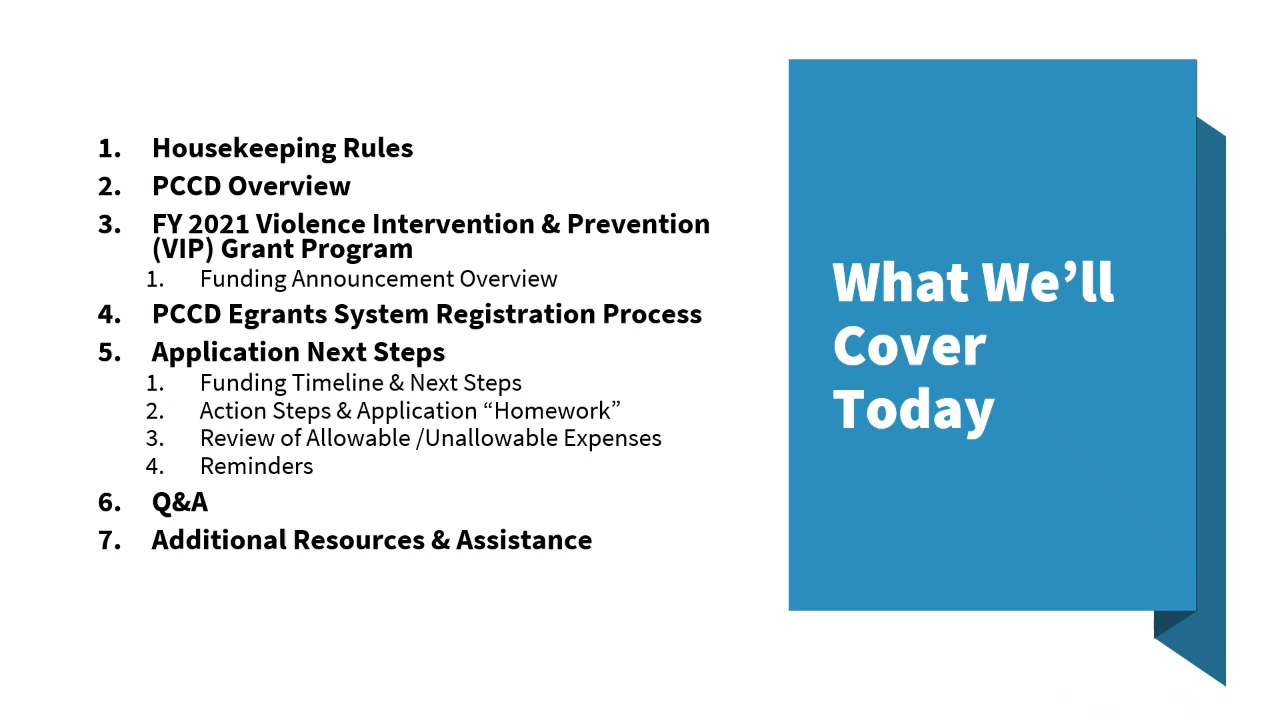 1. Housekeeping Rules
2. PCCD Overview
3. FY 2021 Violence Intervention & Prevention
(VIP) Grant Program
1. Funding Announcement Overview
4. PCCD Egrants System Registration Process
5. Application Next Steps
1. Funding Timeline & Next Steps
2. Action Steps & Application “Homework”
3. Review of Allowable /Unallowable Expenses
4. Reminders
6. Q&A
7. Additional Resources & Assistance
What We’ll
Cover
Today